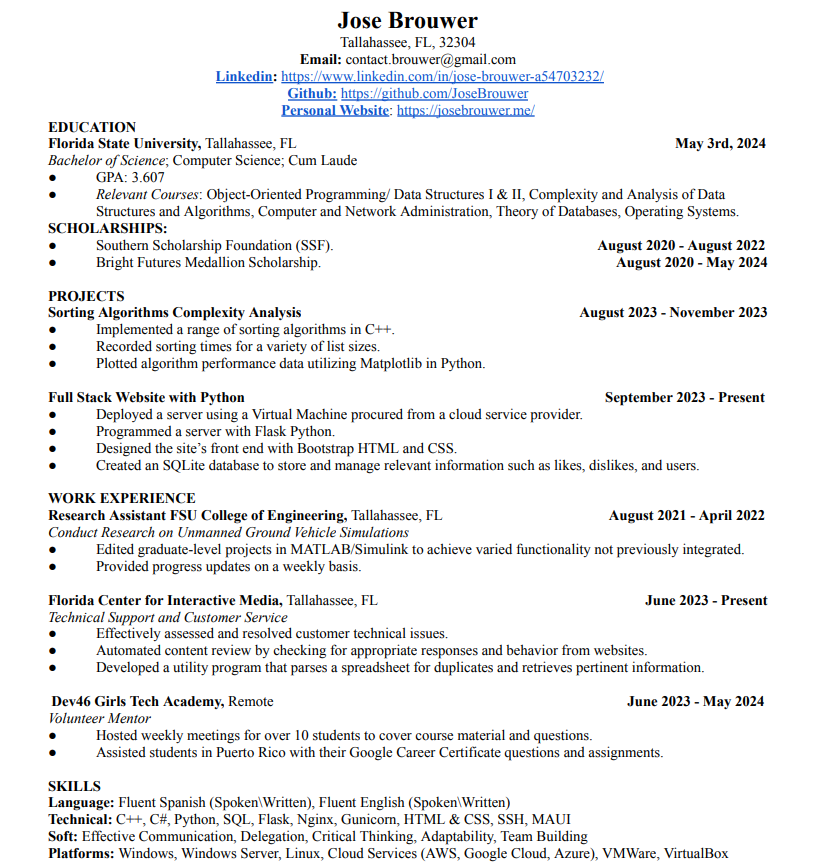 Jose Brouwer
Tallahassee, FL, 32304
Email: contact.brouwer@gmail.com
Linkedin: https://www.linkedin.com/in/jose-brouwer-a54703232/
Github: https://github.com/JoseBrouwer
Personal Website: https://josebrouwer.me/
EDUCATION
Florida State University, Tallahassee, FL May 3rd, 2024
Bachelor of Science; Computer Science; Cum Laude
● GPA: 3.607
● Relevant Courses: Object-Oriented Programming/ Data Structures I & II, Complexity and Analysis of Data
Structures and Algorithms, Computer and Network Administration, Theory of Databases, Operating Systems.
SCHOLARSHIPS:
● Southern Scholarship Foundation (SSF). August 2020 - August 2022
● Bright Futures Medallion Scholarship. August 2020 - May 2024
PROJECTS
Sorting Algorithms Complexity Analysis August 2023 - November 2023
● Implemented a range of sorting algorithms in C++.
● Recorded sorting times for a variety of list sizes.
● Plotted algorithm performance data utilizing Matplotlib in Python.
Full Stack Website with Python September 2023 - Present
● Deployed a server using a Virtual Machine procured from a cloud service provider.
● Programmed a server with Flask Python.
● Designed the site's front end with Bootstrap HTML and CSS.
● Created an SQLite database to store and manage relevant information such as likes, dislikes, and users.
WORK EXPERIENCE
Research Assistant FSU College of Engineering, Tallahassee, FL August 2021 - April 2022
Conduct Research on Unmanned Ground Vehicle Simulations
● Edited graduate-level projects in MATLAB/Simulink to achieve varied functionality not previously integrated.
● Provided progress updates on a weekly basis.
Florida Center for Interactive Media, Tallahassee, FL June 2023 - Present
Technical Support and Customer Service
● Effectively assessed and resolved customer technical issues.
● Automated content review by checking for appropriate responses and behavior from websites.
● Developed a utility program that parses a spreadsheet for duplicates and retrieves pertinent information.
Dev46 Girls Tech Academy, Remote June 2023 - May 2024
Volunteer Mentor
● Hosted weekly meetings for over 10 students to cover course material and questions.
● Assisted students in Puerto Rico with their Google Career Certificate questions and assignments.
SKILLS
Language: Fluent Spanish (Spoken\Written), Fluent English (Spoken\Written)
Technical: C++, C#, Python, SQL, Flask, Nginx, Gunicorn, HTML & CSS, SSH, MAUI
Soft: Effective Communication, Delegation, Critical Thinking, Adaptability, Team Building
Platforms: Windows, Windows Server, Linux, Cloud Services (AWS, Google Cloud, Azure), VMWare, VirtualBox